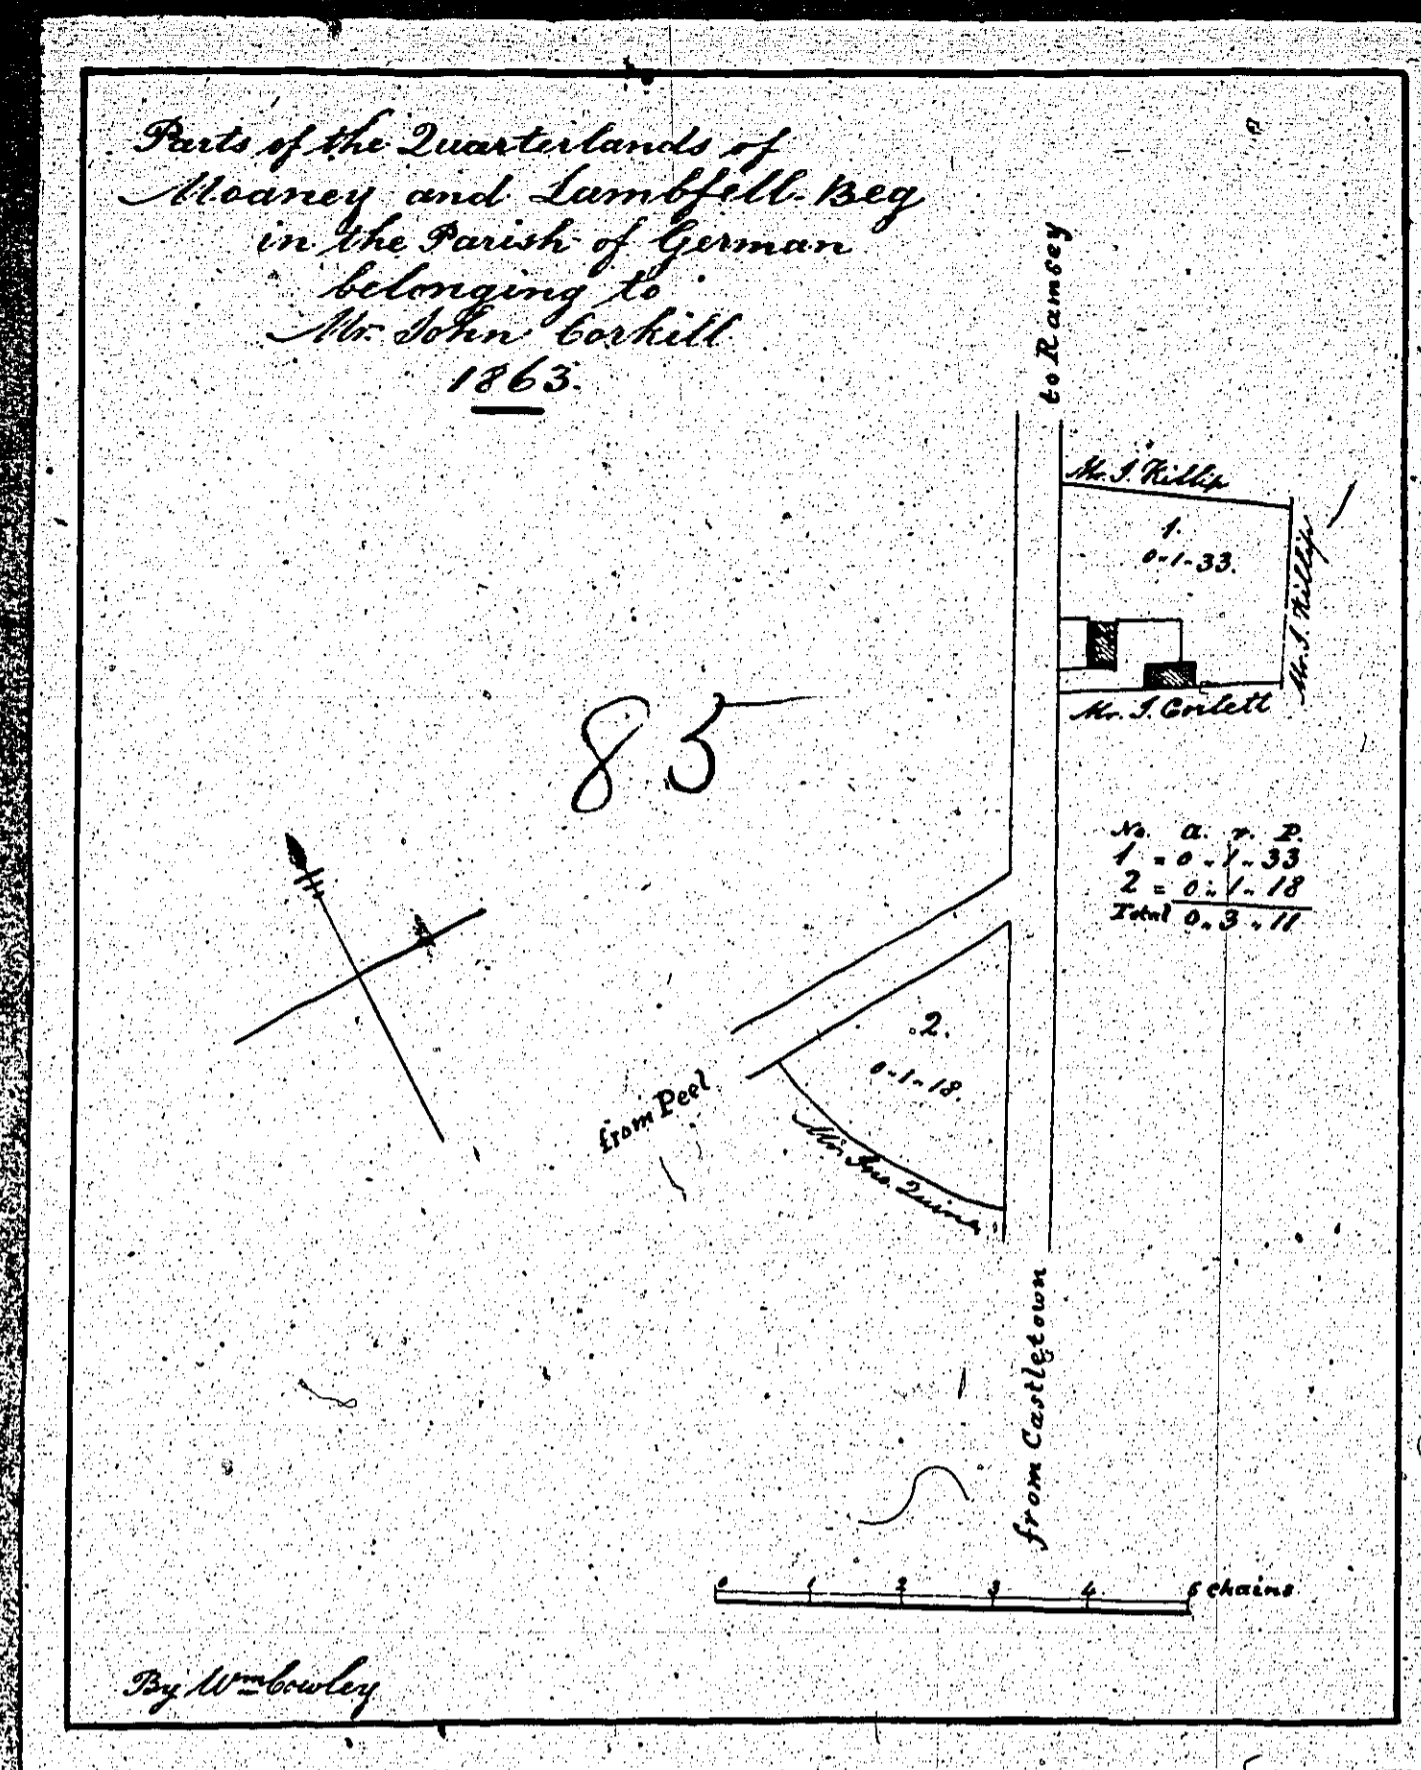 Parts of the Quarterlands of
Moaney and Lambfell-Beg
in the Parish of German
belonging to
Mr. John Corkill
1863.
to Ramsey
Mr. J. Killip
1.
0-1-33.
Mr. J. Killip
Mr. J. Corlett
85
No. a. r. P.
1 = 0 - 1 - 33
2 = 0 - 1 - 18
Total 0 - 3 - 11
.2.
0-1-18.
from Peel
Mr. Jno. Quine
from Castletown
0 1 2 3 4 5 chains
By Wm Cowley